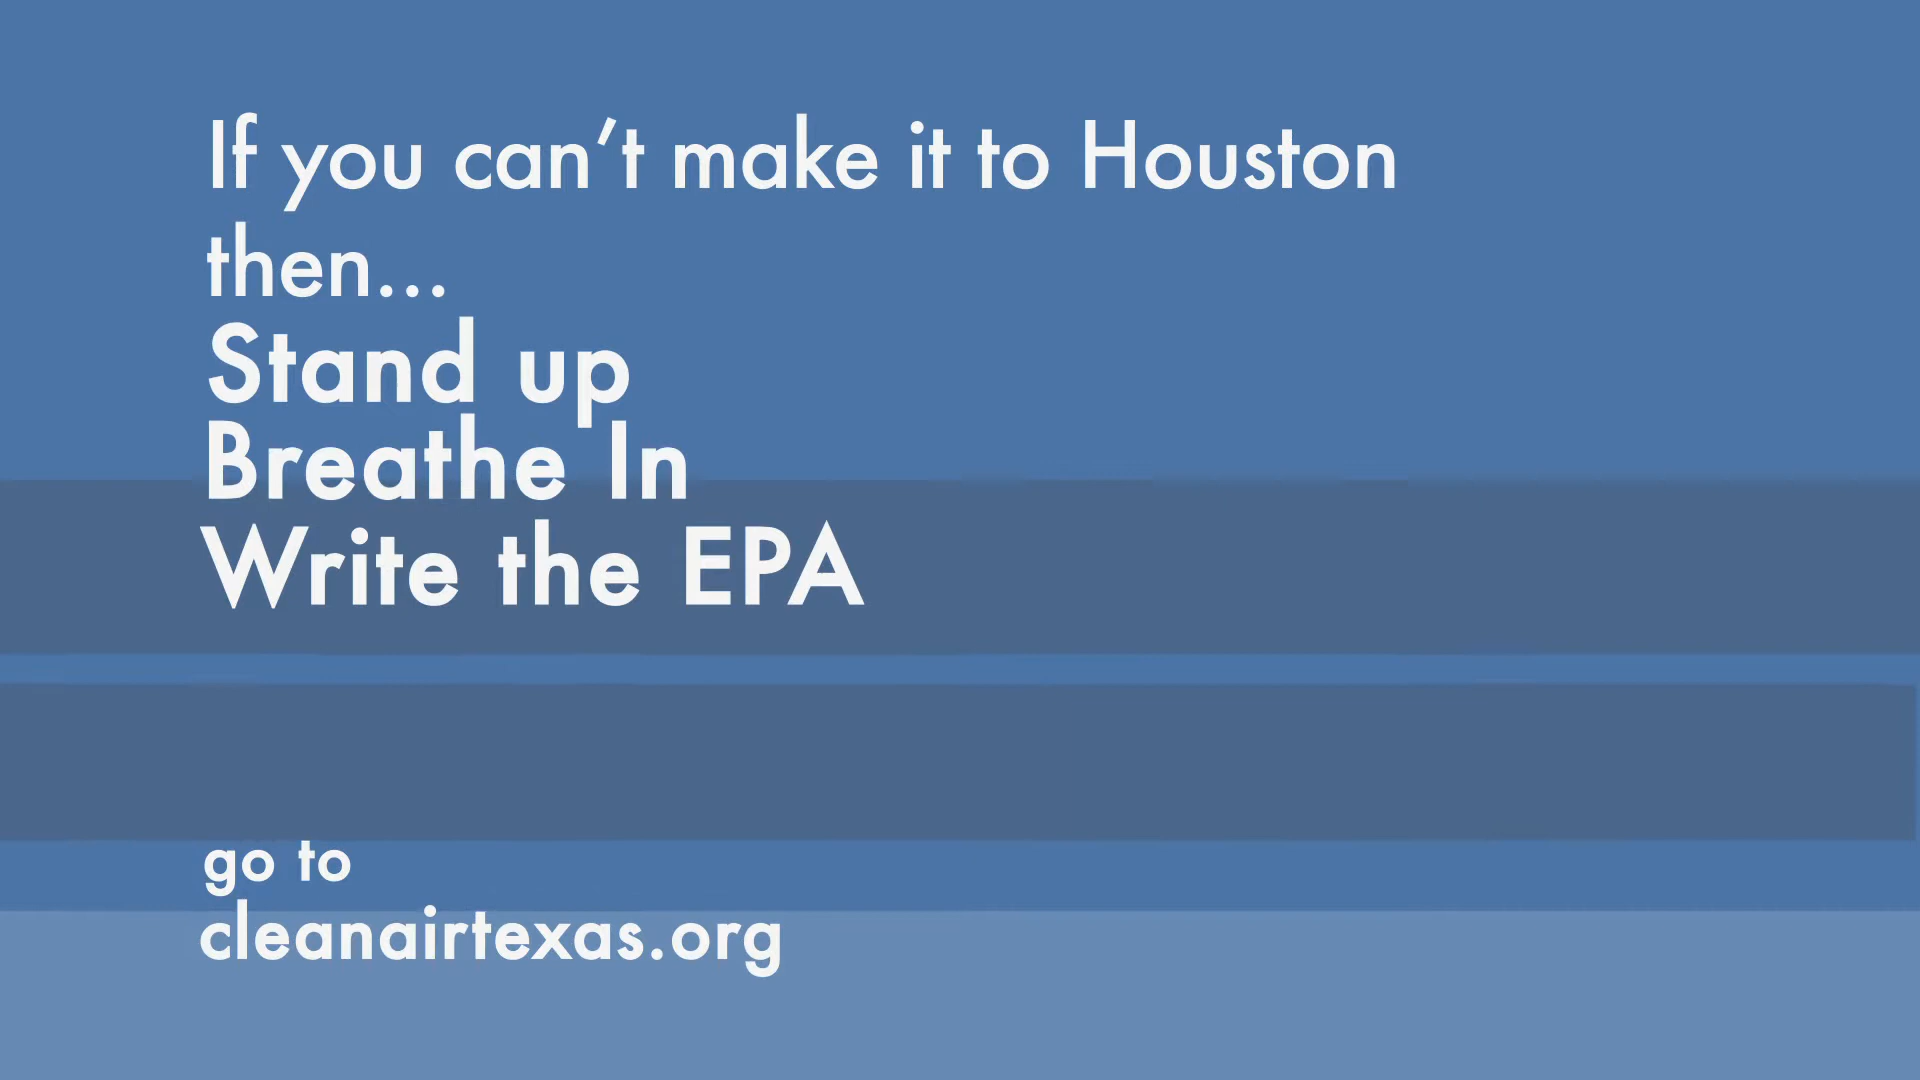 If you can’t make it to Houston
then...
Stand up
Breathe In
Write the EPA
go to
cleanairtexas.org